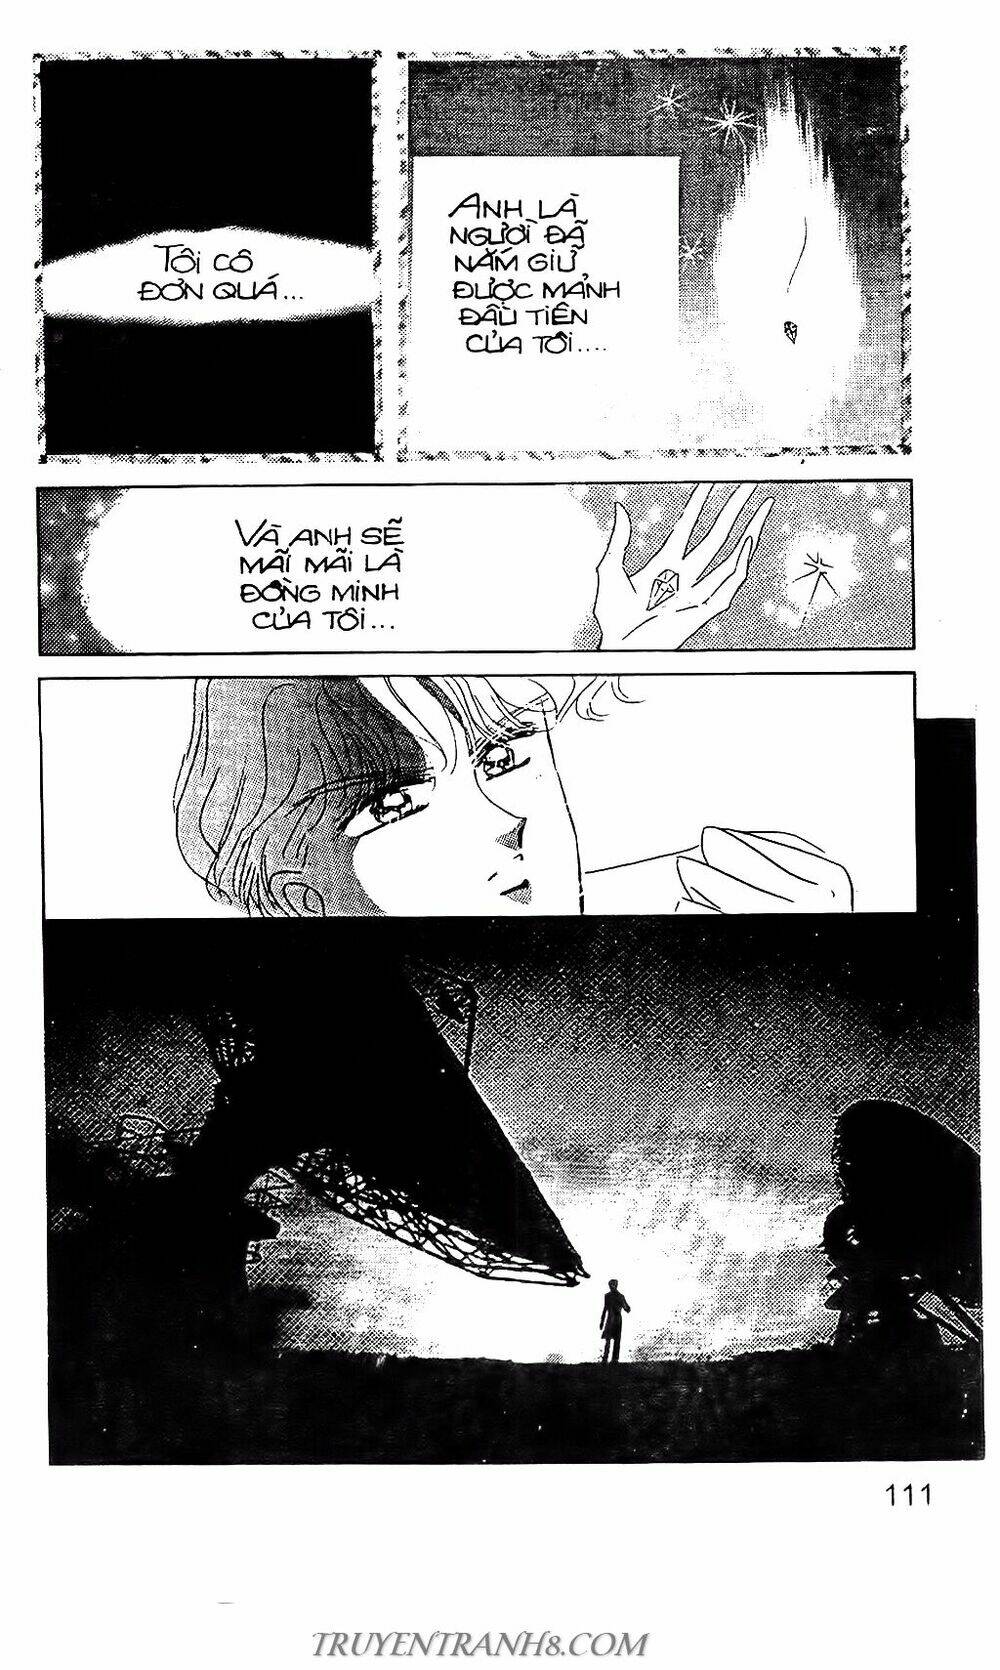 TÔI CÔ
ĐƠN QUÁ...
ANH LÀ
NGƯỜI ĐÃ
NẮM GIỮ
ĐƯỢC MẢNH
ĐẦU TIÊN
CỦA TÔI....
VÀ ANH SẼ
MÃI MÃI LÀ
ĐỒNG MINH
CỦA TÔI...
111
TRUYENTRANH8.COM